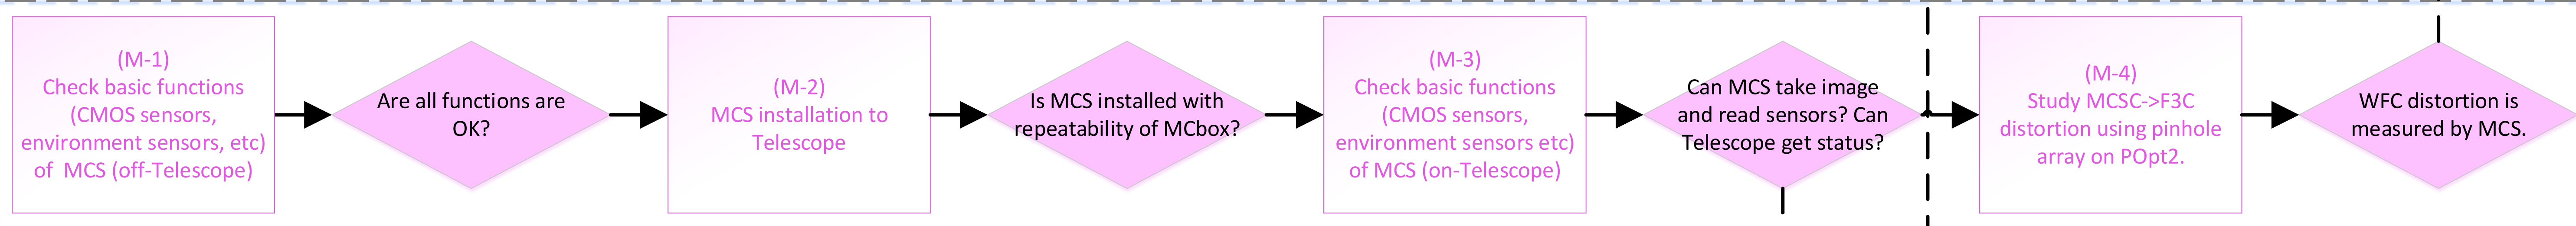 (M-1)
Check basic functions
(CMOS sensors,
environment sensors, etc)
of  MCS (off-Telescope)
Are all functions are
OK?
(M-2)
MCS installation to
Telescope
Is MCS installed with
repeatability of MCbox?
(M-3)
Check basic functions
(CMOS sensors,
environment sensors etc)
of MCS (on-Telescope)
Can MCS take image
and read sensors? Can
Telescope get status?
(M-4)
Study MCSC->F3C
distortion using pinhole
array on POpt2.
WFC distortion is
measured by MCS.